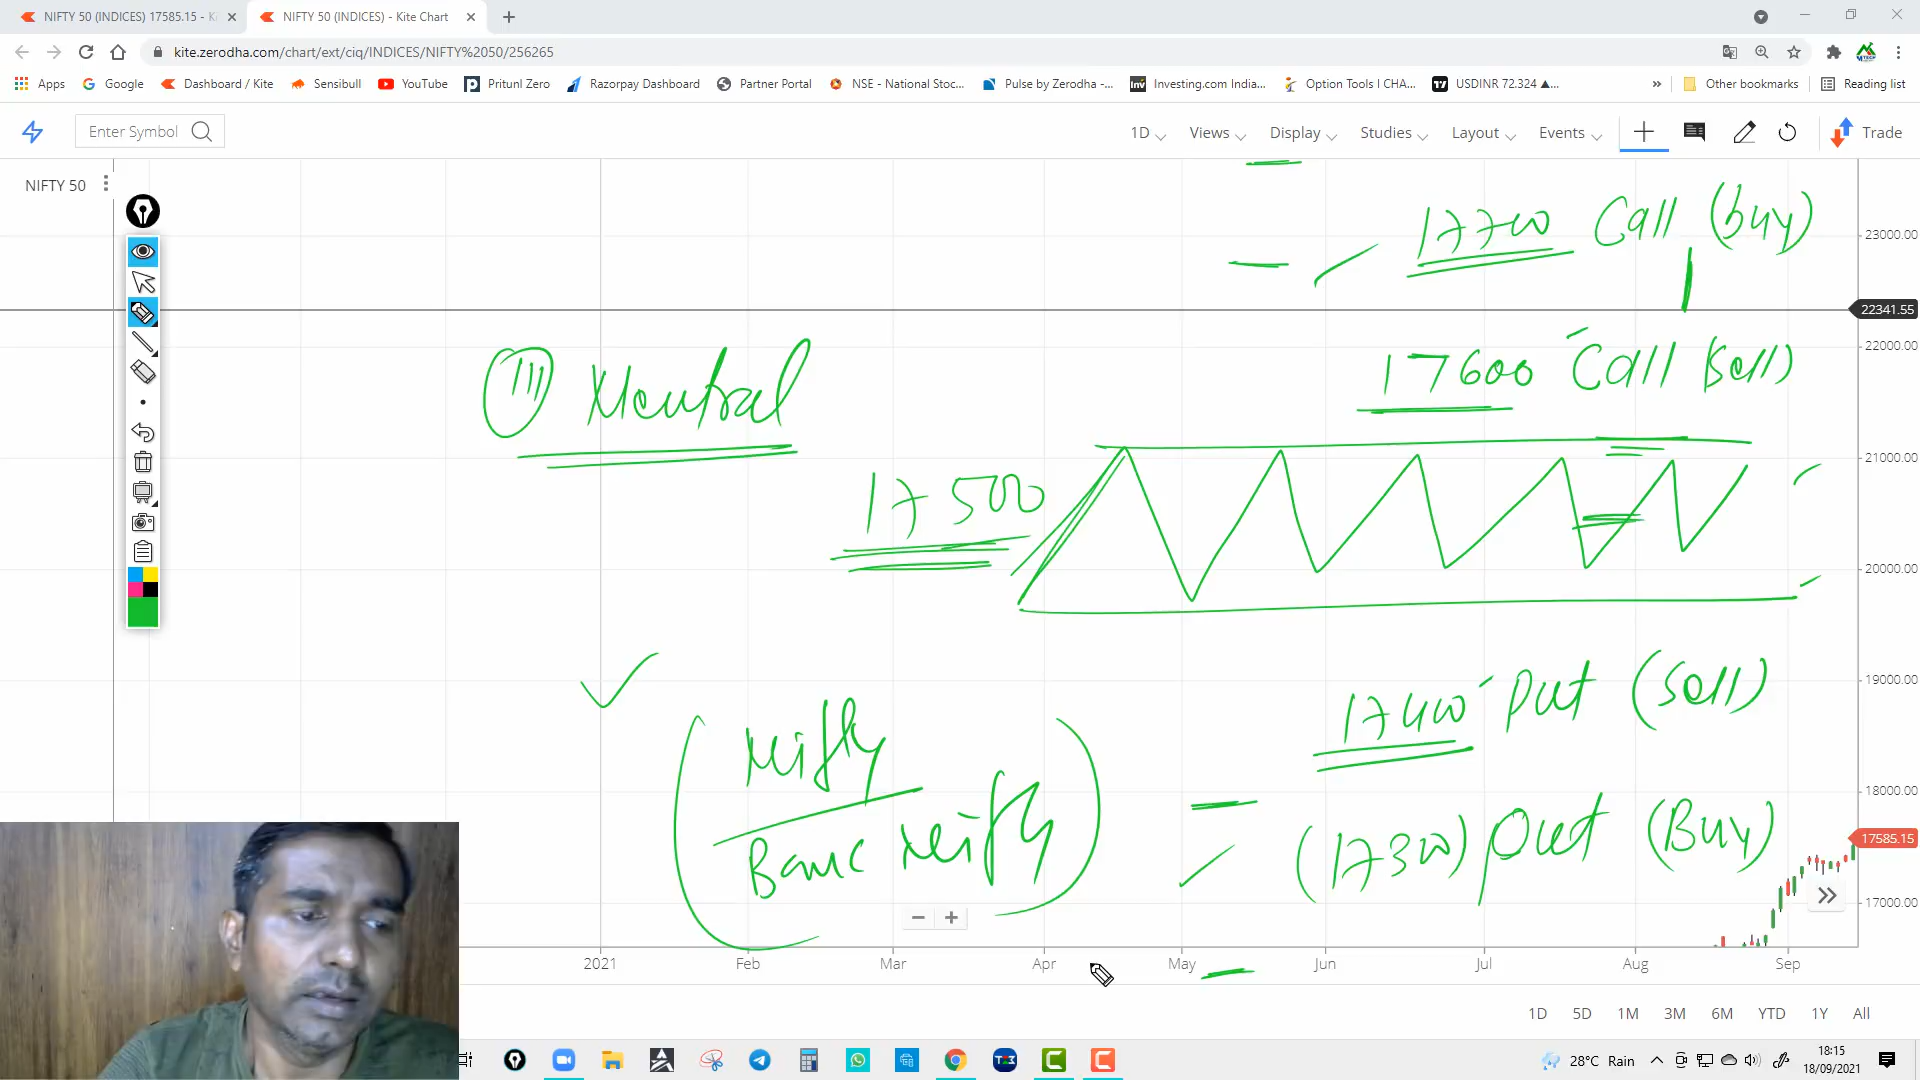 NIFTY 50 (INDICES) 17585.15 - Ki
NIFTY 50 (INDICES) - Kite Chart
kite.zerodha.com/chart/ext/ciq/INDICES/NIFTY%2050/256265
Apps
Google
Dashboard / Kite
Sensibull
YouTube
Pritunl Zero
Razorpay Dashboard
Partner Portal
NSE - National Stoc...
Pulse by Zerodha -...
Investing.com India...
Option Tools I CHA...
USDINR 72.324 ▲...
»
Other bookmarks
Reading list
Enter Symbol
1D
Views
Display
Studies
Layout
Events
Trade
NIFTY 50
17700 Call (buy)
23000.00
22341.55
22000.00
(III) Neutral
17600 Call (Sell)
21000.00
17500
20000.00
19000.00
17400 Put (Sell)
Nifty
Banc Neifty
18000.00
(17300) Put (Buy)
17585.15
17000.00
2021
Feb
Mar
Apr
May
Jun
Jul
Aug
Sep
1D
5D
1M
3M
6M
YTD
1Y
All
28°C Rain
18:15
18/09/2021